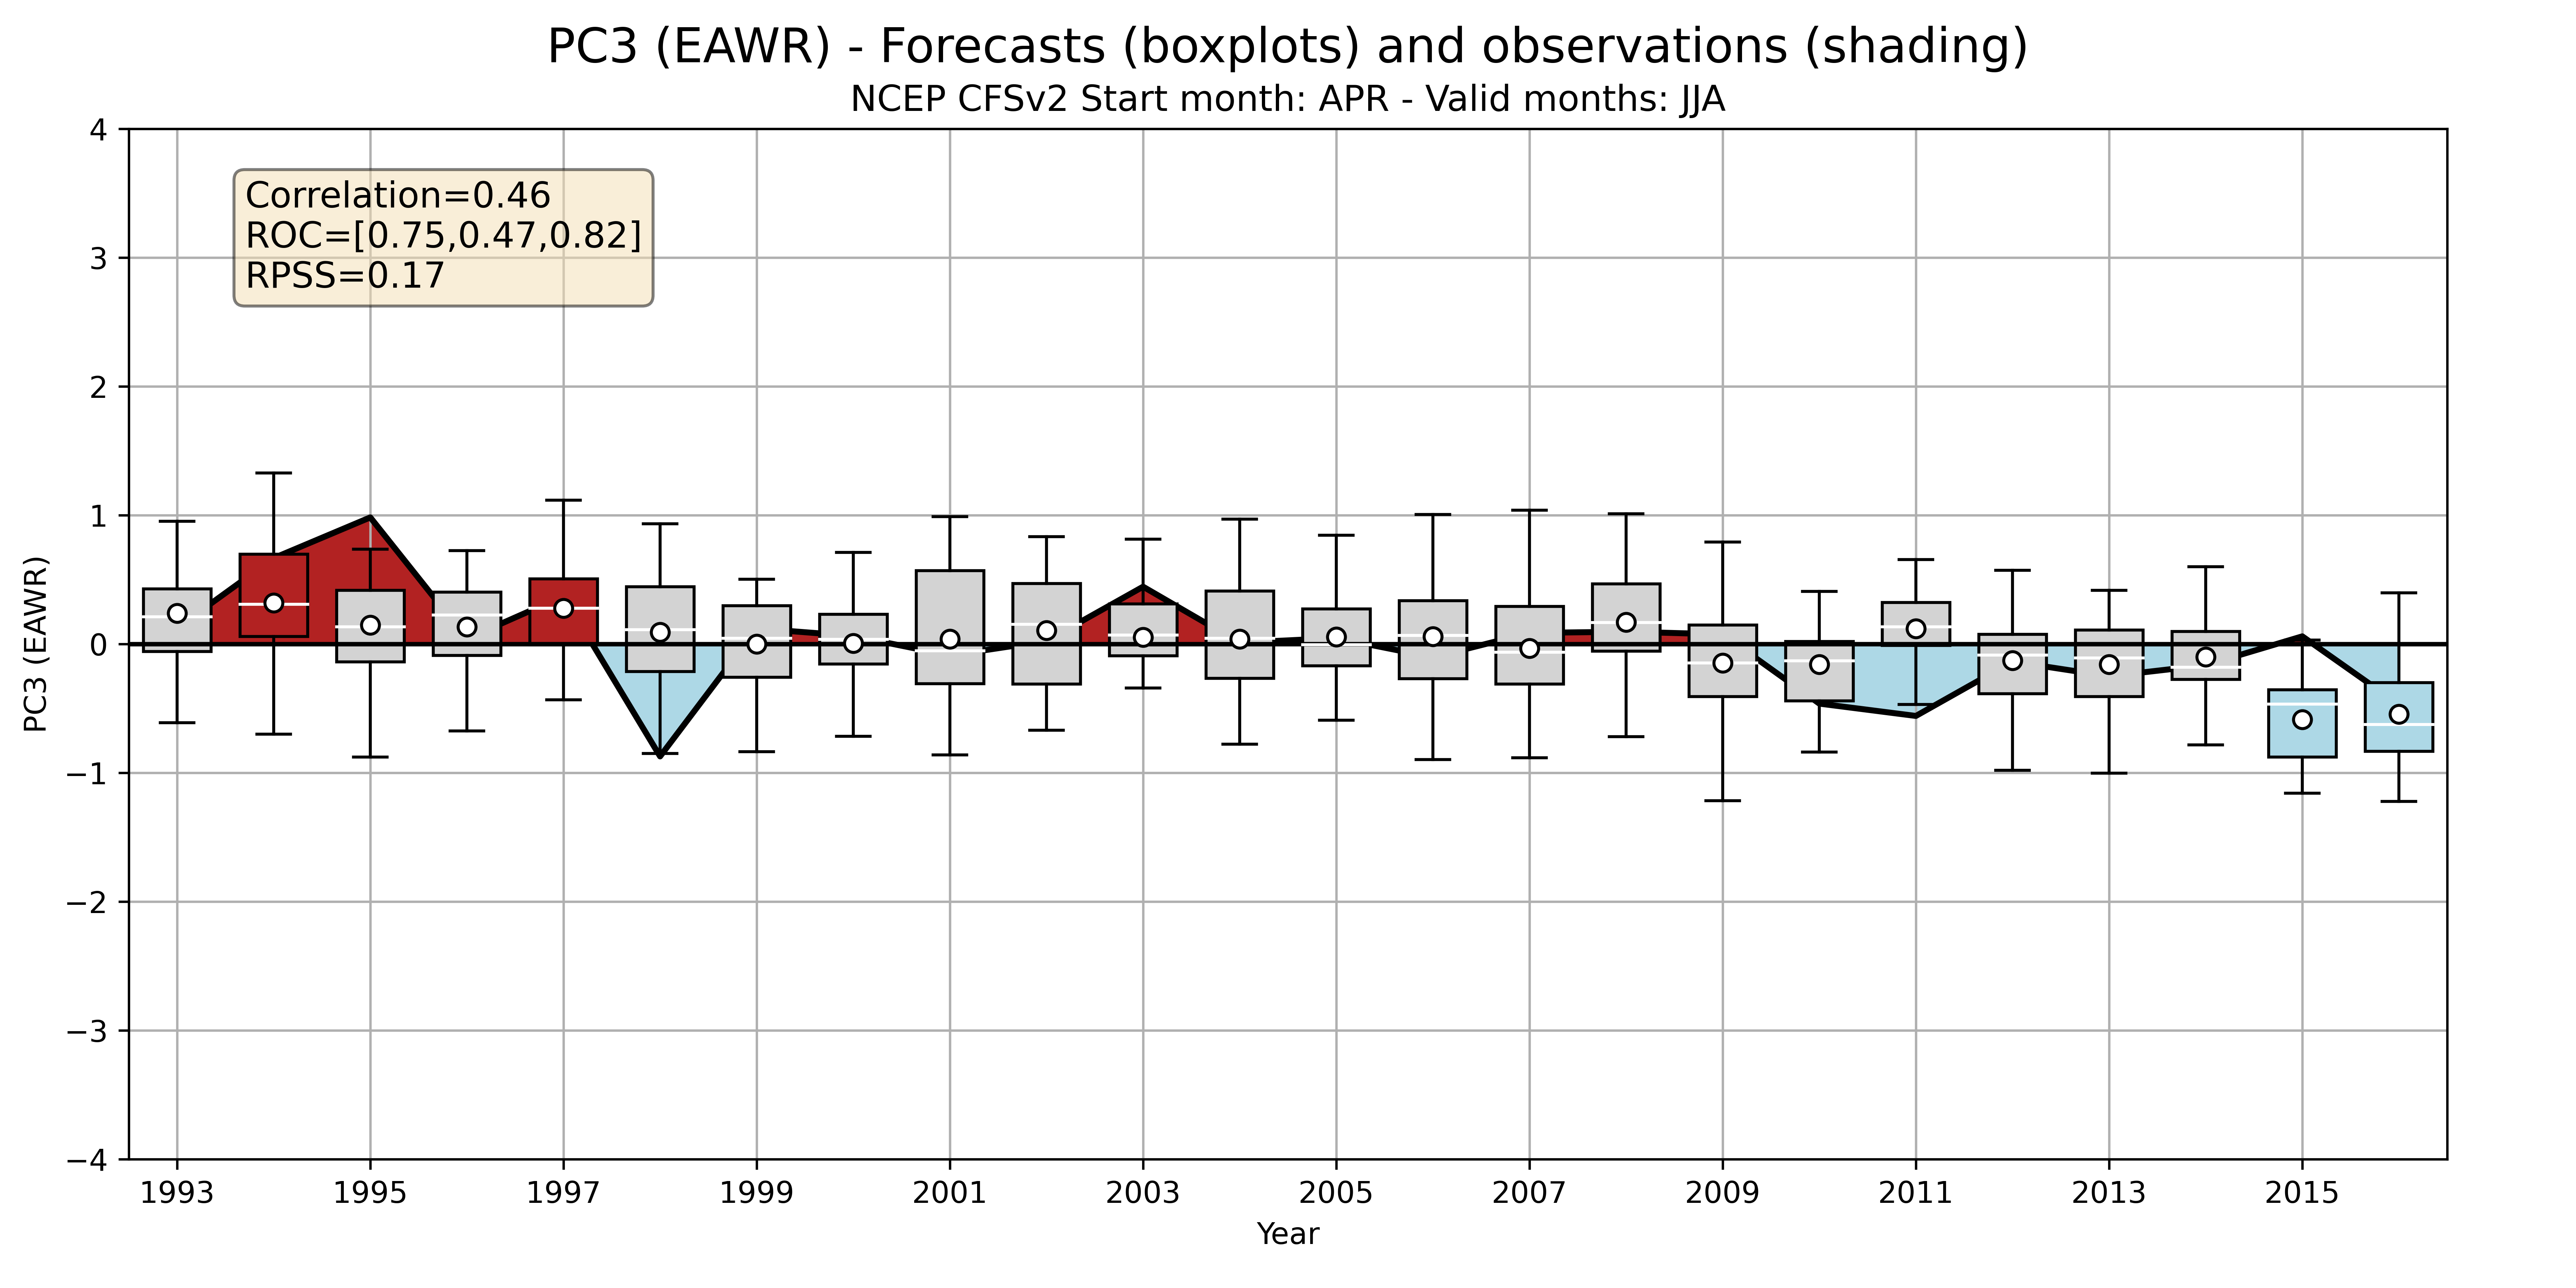 PC3 (EAWR) - Forecasts (boxplots) and observations (shading)
NCEP CFSv2 Start month: APR - Valid months: JJA
Correlation=0.46
ROC=[0.75,0.47,0.82]
RPSS=0.17
PC3 (EAWR)
4
3
2
1
0
−1
−2
−3
−4
1993 1995 1997 1999 2001 2003 2005 2007 2009 2011 2013 2015
Year